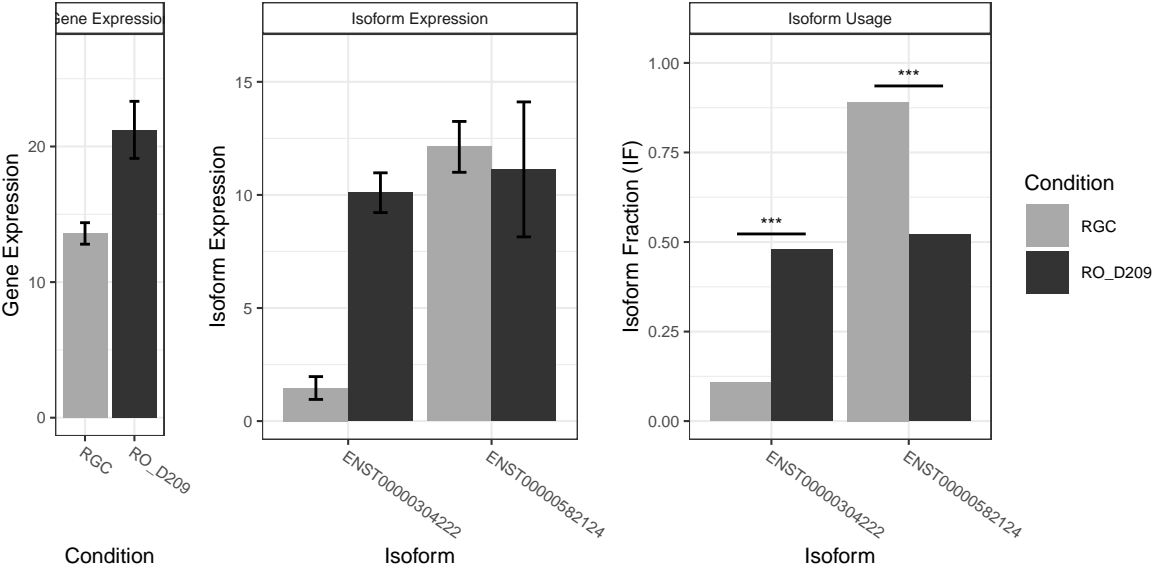 Gene Expression
Isoform Expression
Isoform Usage
Gene Expression
20
10
0
RGC
RO_D209
Condition
Isoform Expression
15
10
5
0
ENST00000304222
ENST00000582124
Isoform
Isoform Fraction (IF)
1.00
0.75
0.50
0.25
0.00
***
***
ENST00000304222
ENST00000582124
Isoform
Condition
RGC
RO_D209